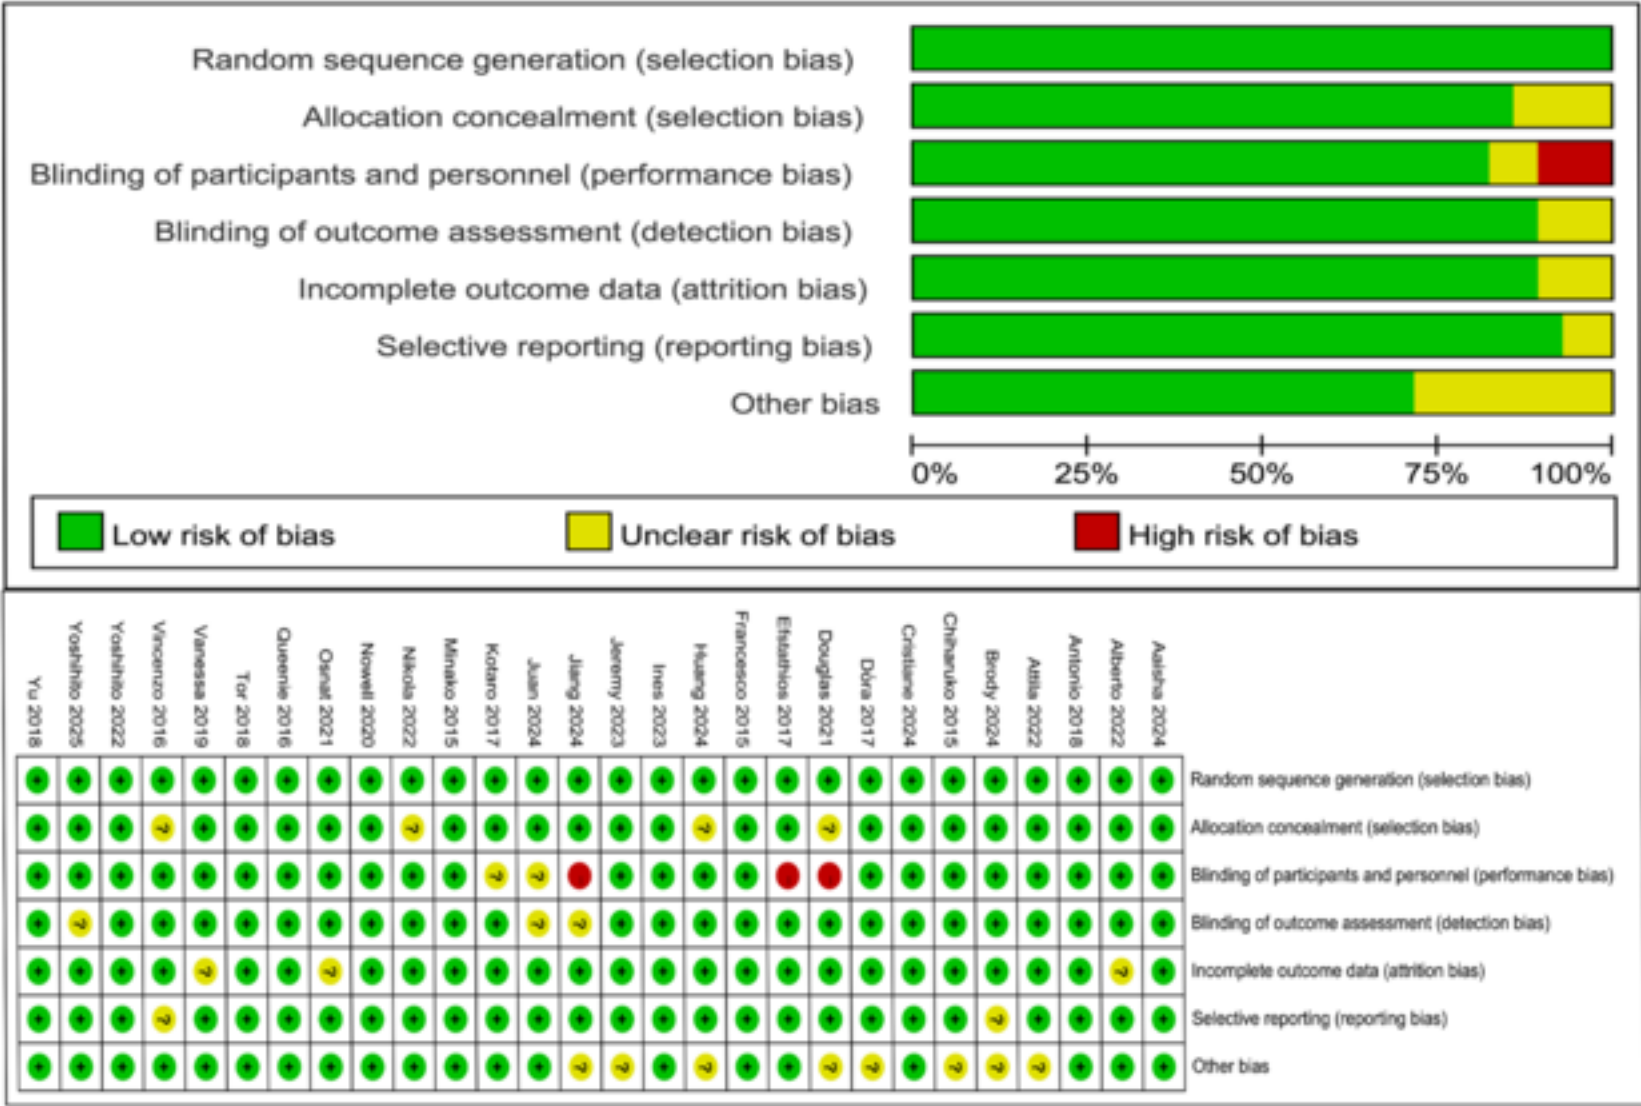 Random sequence generation (selection bias)
Allocation concealment (selection bias)
Blinding of participants and personnel (performance bias)
Blinding of outcome assessment (detection bias)
Incomplete outcome data (attrition bias)
Selective reporting (reporting bias)
Other bias
0% 25% 50% 75% 100%
Low risk of bias Unclear risk of bias High risk of bias
Yu 2018
Yoshihito 2025
Yoshihito 2022
Vincenzo 2016
Vanessa 2019
Tor 2018
Queenie 2016
Osnat 2021
Nowell 2020
Nikola 2022
Minako 2015
Kotaro 2017
Juan 2024
Jiang 2024
Jeremy 2023
Ines 2023
Huang 2024
Francesco 2015
Efstathios 2017
Douglas 2021
Dóra 2017
Cristiane 2024
Chiharuko 2015
Brody 2024
Attila 2022
Antonio 2018
Alberto 2022
Aaisha 2024
+ + + + + + + + + + + + + + + + + + + + + + + + + + + + Random sequence generation (selection bias)
+ + + ? + + + + + ? + + + + + + ? + + ? + + + + + + + + Allocation concealment (selection bias)
+ + + + + + + + + + + ? ? + + + + + + + + + + + + Blinding of participants and personnel (performance bias)
+ ? + + + + + + + + + + ? ? + + + + + + + + + + + + + + Blinding of outcome assessment (detection bias)
+ + + + ? + + ? + + + + + + + + + + + + + + + + + + ? + Incomplete outcome data (attrition bias)
+ + + ? + + + + + + + + + + + + + + + + + + + ? + + + + Selective reporting (reporting bias)
+ + + + + + + + + + + + + ? ? + ? + + ? ? + ? ? ? + + + Other bias